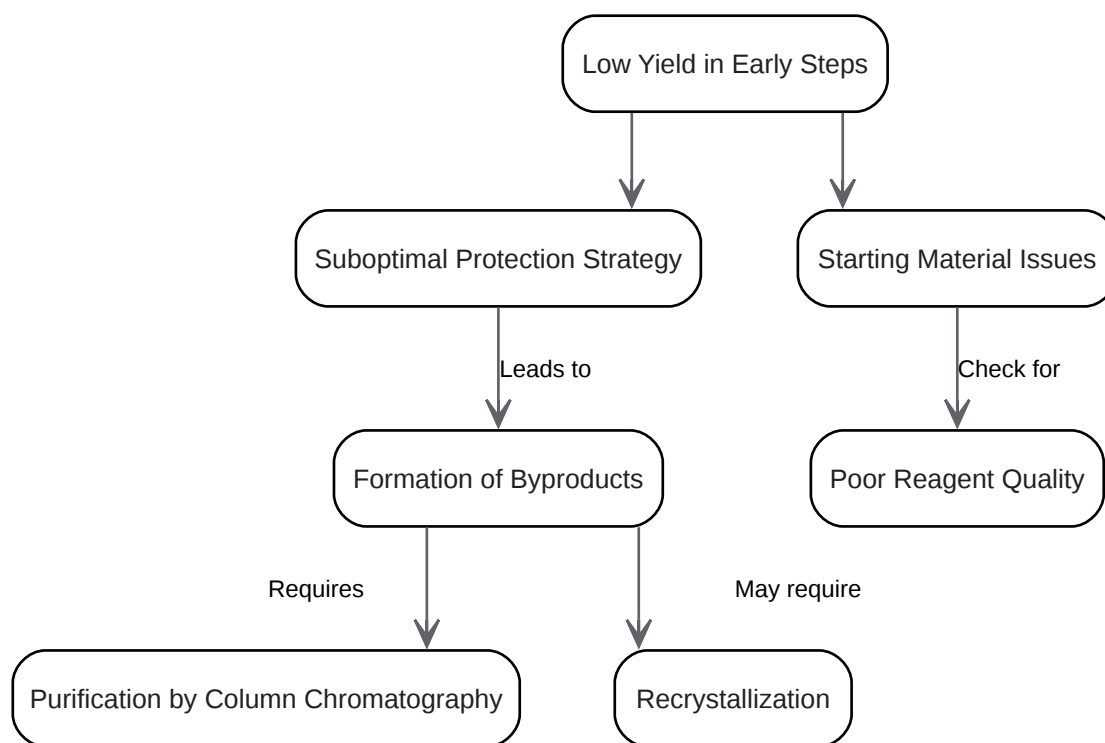 Low Yield in Early Steps
Suboptimal Protection Strategy
Starting Material Issues
Leads to
Check for
Formation of Byproducts
Poor Reagent Quality
Requires
May require
Purification by Column Chromatography
Recrystallization